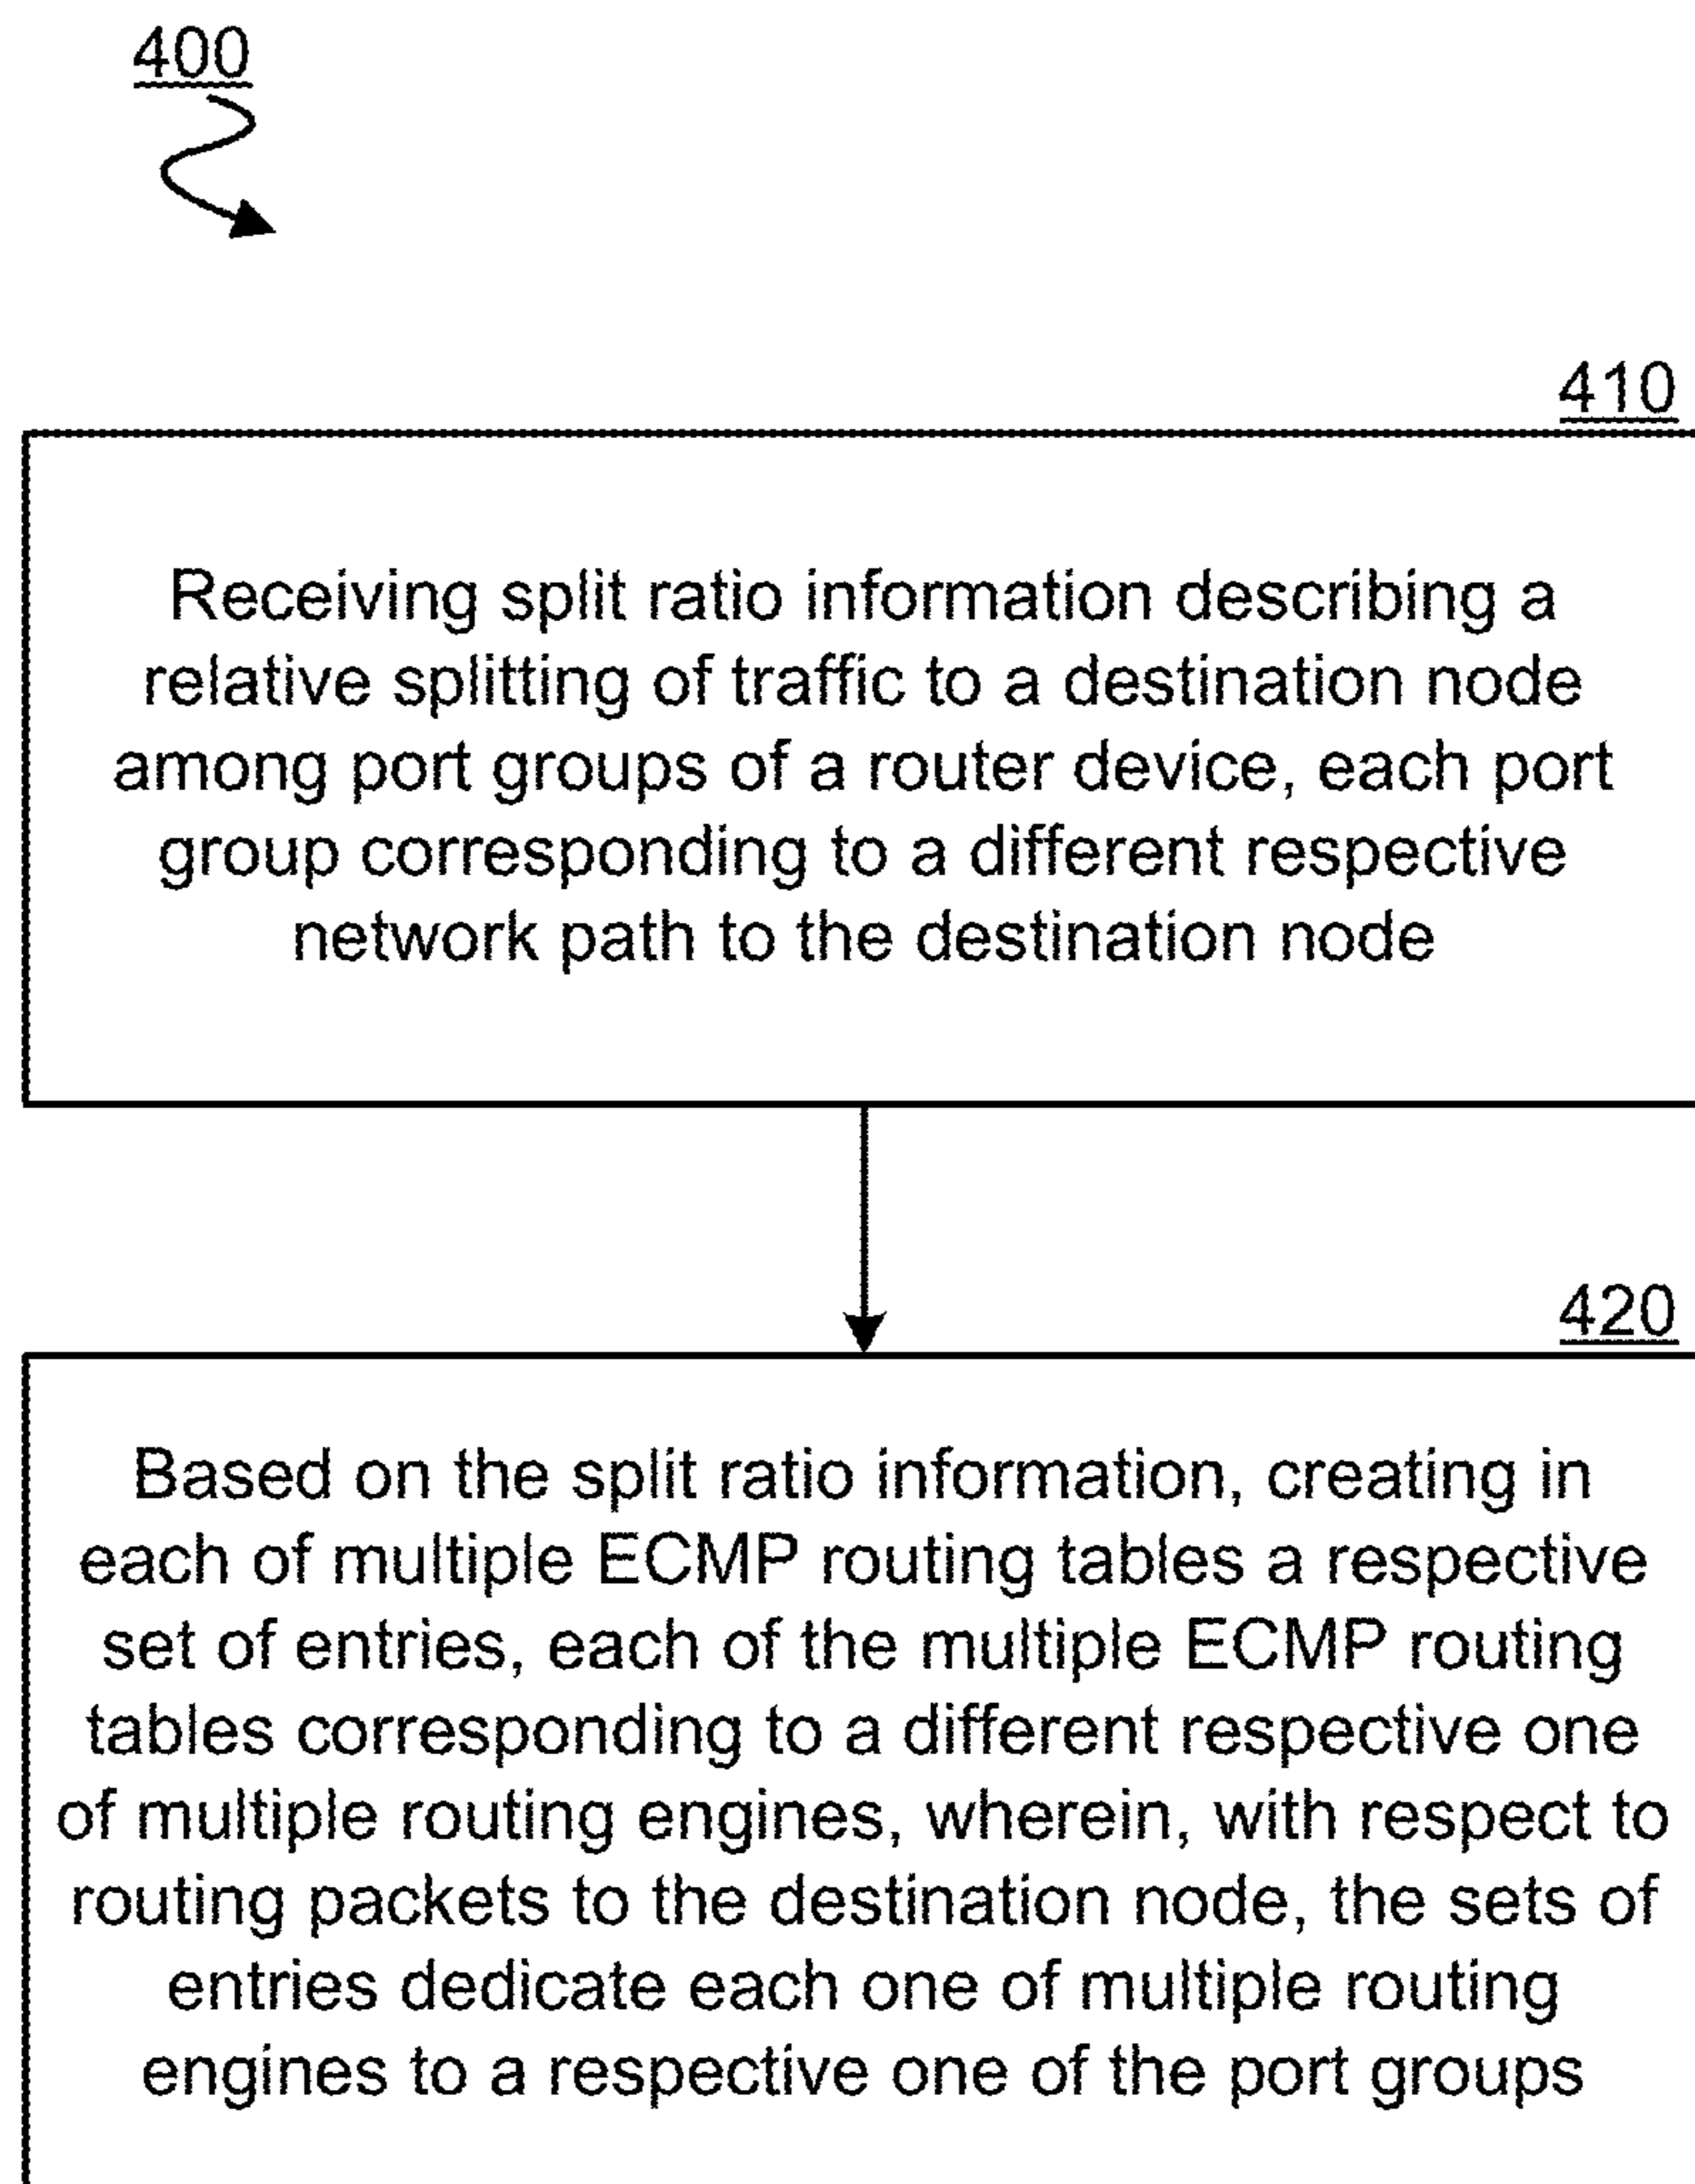 400
410
Receiving split ratio information describing a
relative splitting of traffic to a destination node
among port groups of a router device, each port
group corresponding to a different respective
network path to the destination node
420
Based on the split ratio information, creating in
each of multiple ECMP routing tables a respective
set of entries, each of the multiple ECMP routing
tables corresponding to a different respective one
of multiple routing engines, wherein, with respect to
routing packets to the destination node, the sets of
entries dedicate each one of multiple routing
engines to a respective one of the port groups